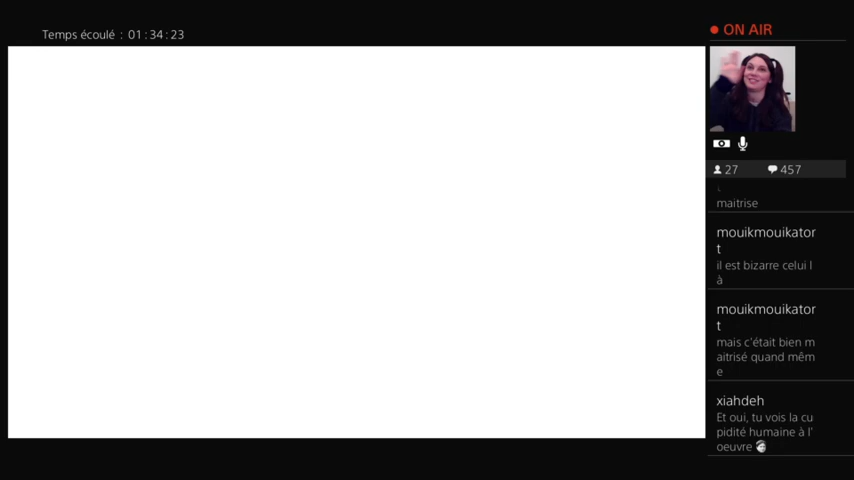 Temps écoulé : 01:34:23
ON AIR
27 457
maitrise
mouikmouikator
t
il est bizarre celui l
à
mouikmouikator
t
mais c'était bien m
aitrisé quand mêm
e
xiahdeh
Et oui, tu vois la cu
pidité humaine à l'
oeuvre